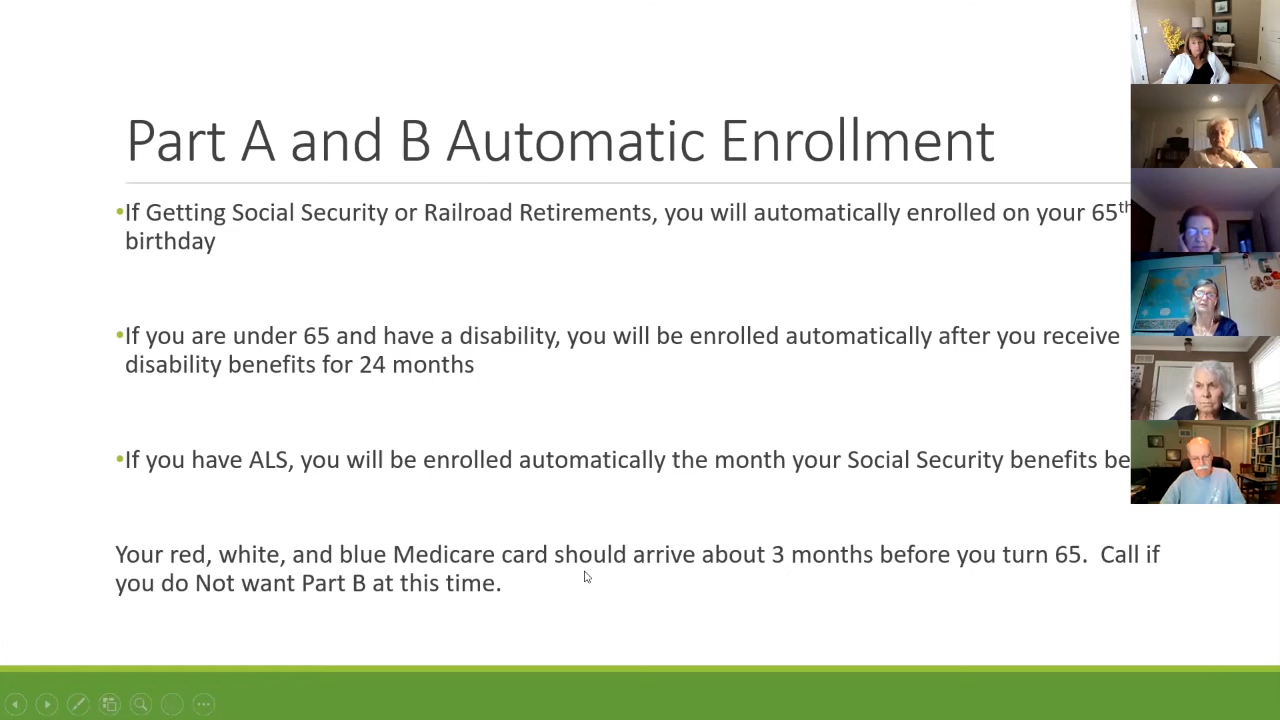 Part A and B Automatic Enrollment
•If Getting Social Security or Railroad Retirements, you will automatically enrolled on your 65th
birthday
•If you are under 65 and have a disability, you will be enrolled automatically after you receive
disability benefits for 24 months
•If you have ALS, you will be enrolled automatically the month your Social Security benefits be
Your red, white, and blue Medicare card should arrive about 3 months before you turn 65.  Call if
you do Not want Part B at this time.